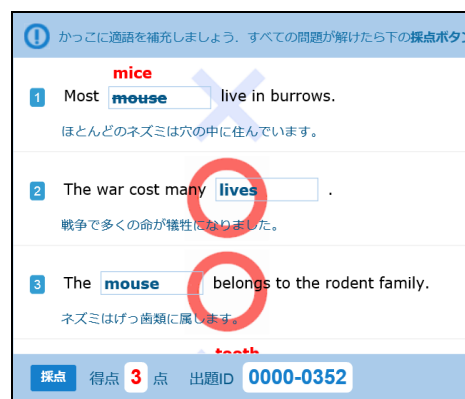 かっこに適語を補充しましょう．すべての問題が解けたら下の採点ボタン
mice
1 Most mouse live in burrows.
ほとんどのネズミは穴の中に住んでいます。
2 The war cost many lives .
戦争で多くの命が犠牲になりました。
3 The mouse belongs to the rodent family.
ネズミはげっ歯類に属します。
teeth
採点 得点 3 点 出題ID 0000-0352